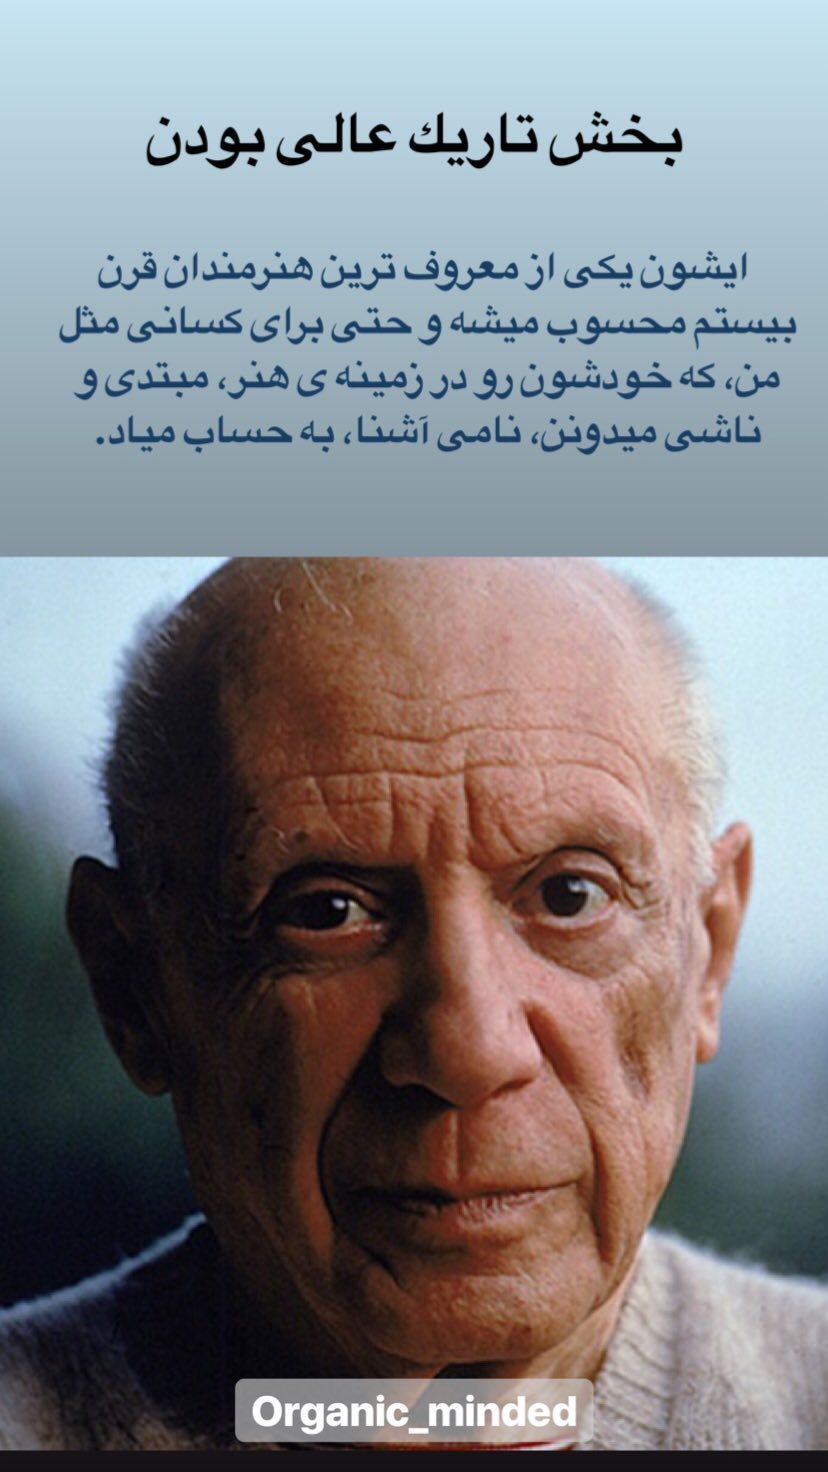 بخش تاريك عالی بودن
ایشون یکی از معروف ترین هنرمندان قرن
بیستم محسوب میشه و حتی برای کسانی مثل
من، که خودشون رو در زمینه ی هنر، مبتدی و
ناشی میدونن، نامی آشنا، به حساب میاد.
Organic_minded